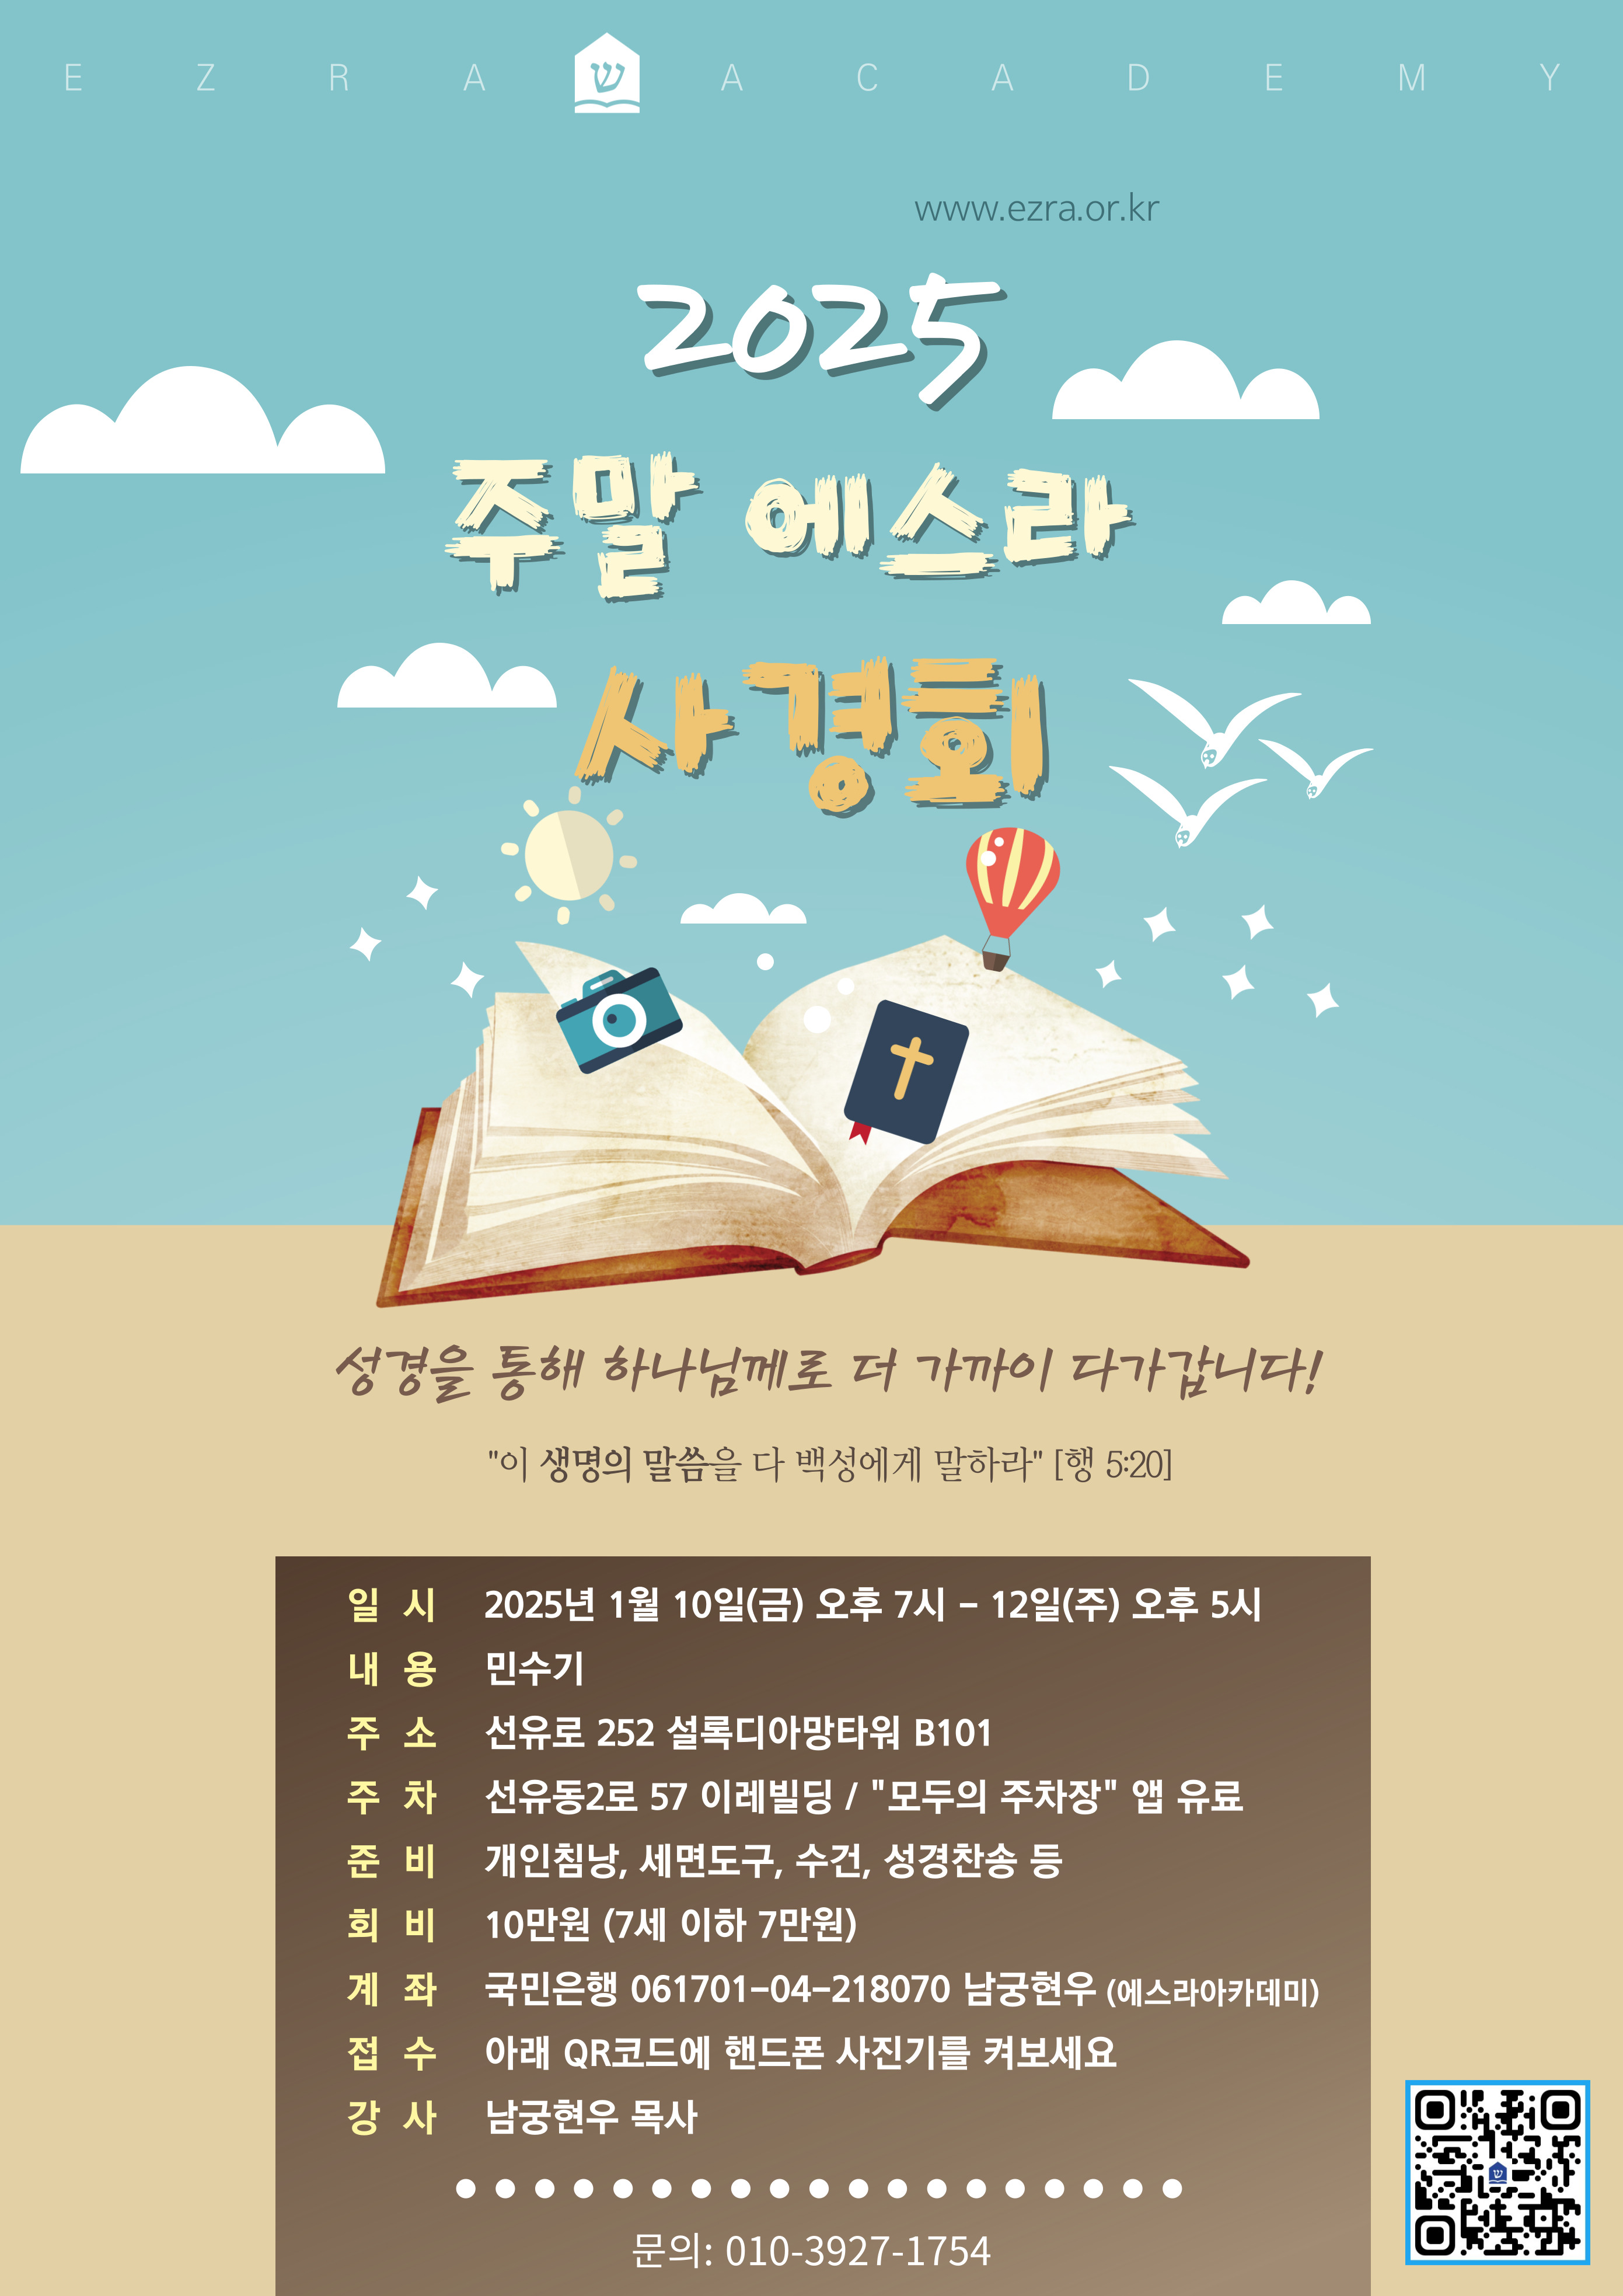 EZRA ש ACADEMY
www.ezra.or.kr
2025
주말 에스라
사경회
성경을 통해 하나님께로 더 가까이 다가갑니다!
"이 생명의 말씀을 다 백성에게 말하라" [행 5:20]
일 시 2025년 1월 10일(금) 오후 7시 - 12일(주) 오후 5시
내 용 민수기
주 소 선유로 252 설록디아망타워 B101
주 차 선유동2로 57 이레빌딩 / "모두의 주차장" 앱 유료
준 비 개인침낭, 세면도구, 수건, 성경찬송 등
회 비 10만원 (7세 이하 7만원)
계 좌 국민은행 061701-04-218070 남궁현우 (에스라아카데미)
접 수 아래 QR코드에 핸드폰 사진기를 켜보세요
강 사 남궁현우 목사
문의: 010-3927-1754
ש